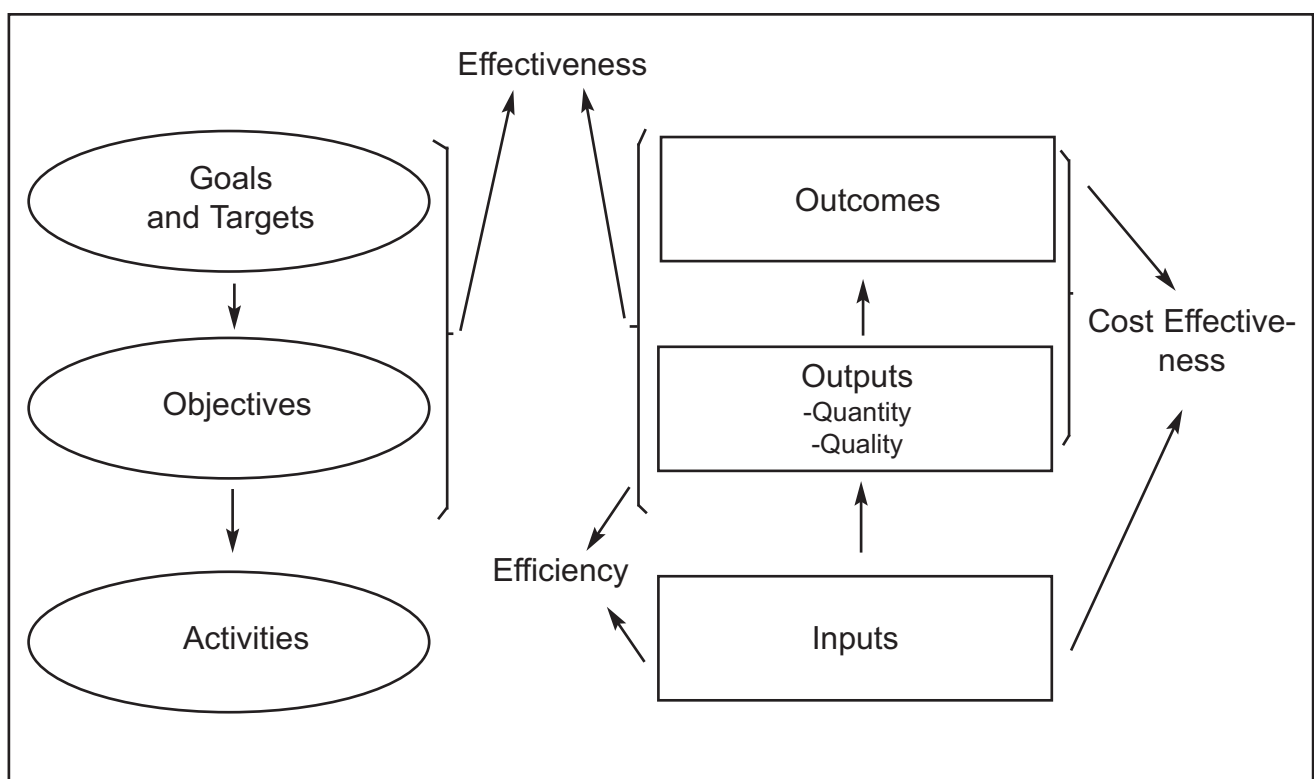 Effectiveness
Goals
and Targets
Outcomes
Cost Effective-
ness
Objectives
Outputs
-Quantity
-Quality
Efficiency
Activities
Inputs